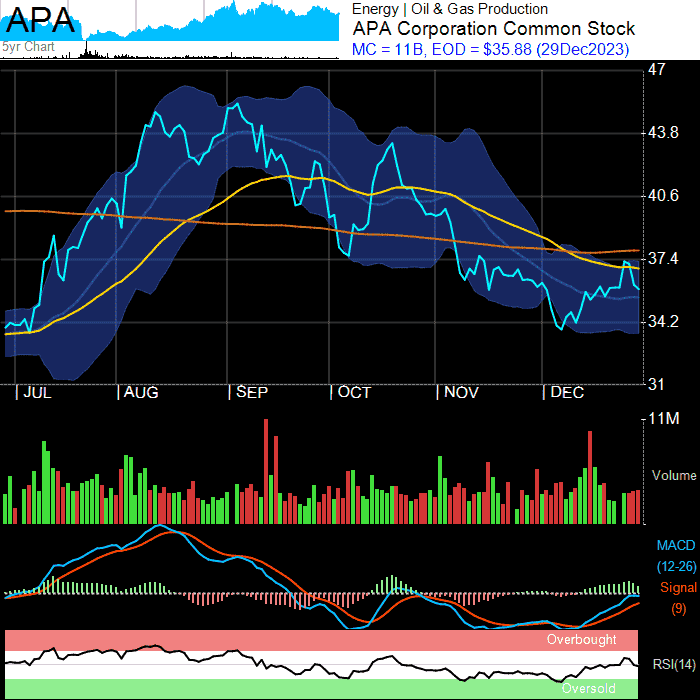 APA
5yr Chart
Energy | Oil & Gas Production
APA Corporation Common Stock
MC = 11B, EOD = $35.88 (29Dec2023)
47
43.8
40.6
37.4
34.2
31
| JUL | AUG | SEP | OCT | NOV | DEC
11M
Volume
MACD
(12-26)
Signal
(9)
Overbought
RSI(14)
Oversold